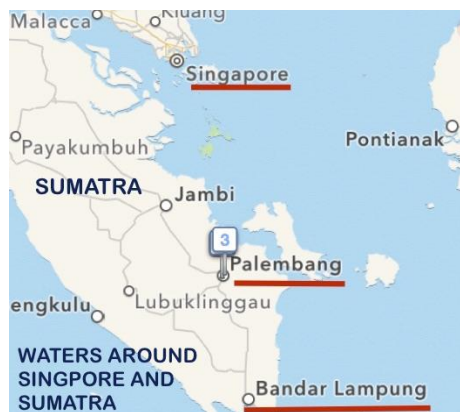 Malacca
Kluang
Singapore
Payakumbuh
Pontianak
SUMATRA
Jambi
3
Palembang
Lubuklinggau
engkulu
WATERS AROUND
SINGPORE AND
SUMATRA
Bandar Lampung